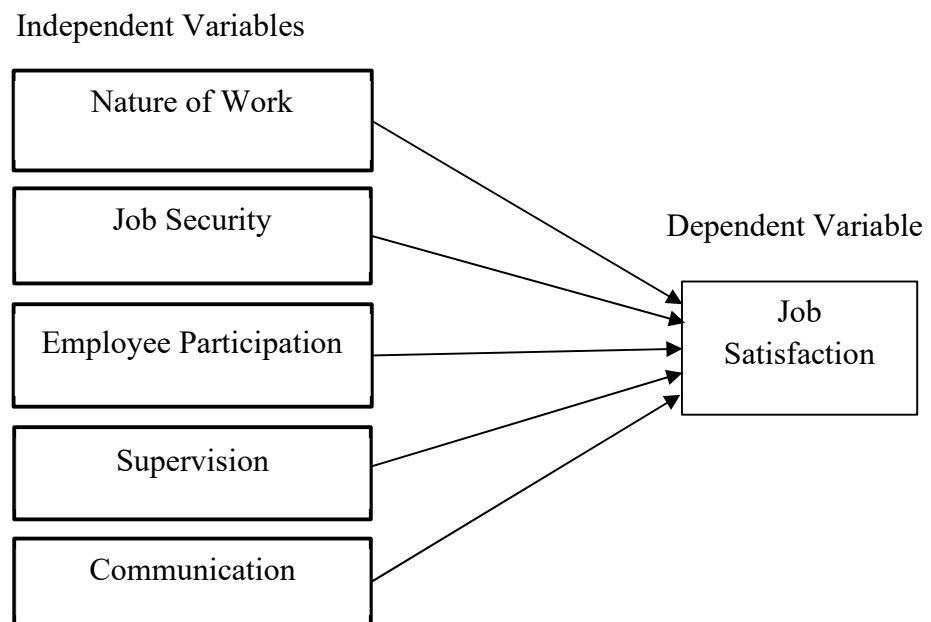 Independent Variables
Nature of Work
Job Security
Employee Participation
Supervision
Communication
Dependent Variable
Job
Satisfaction